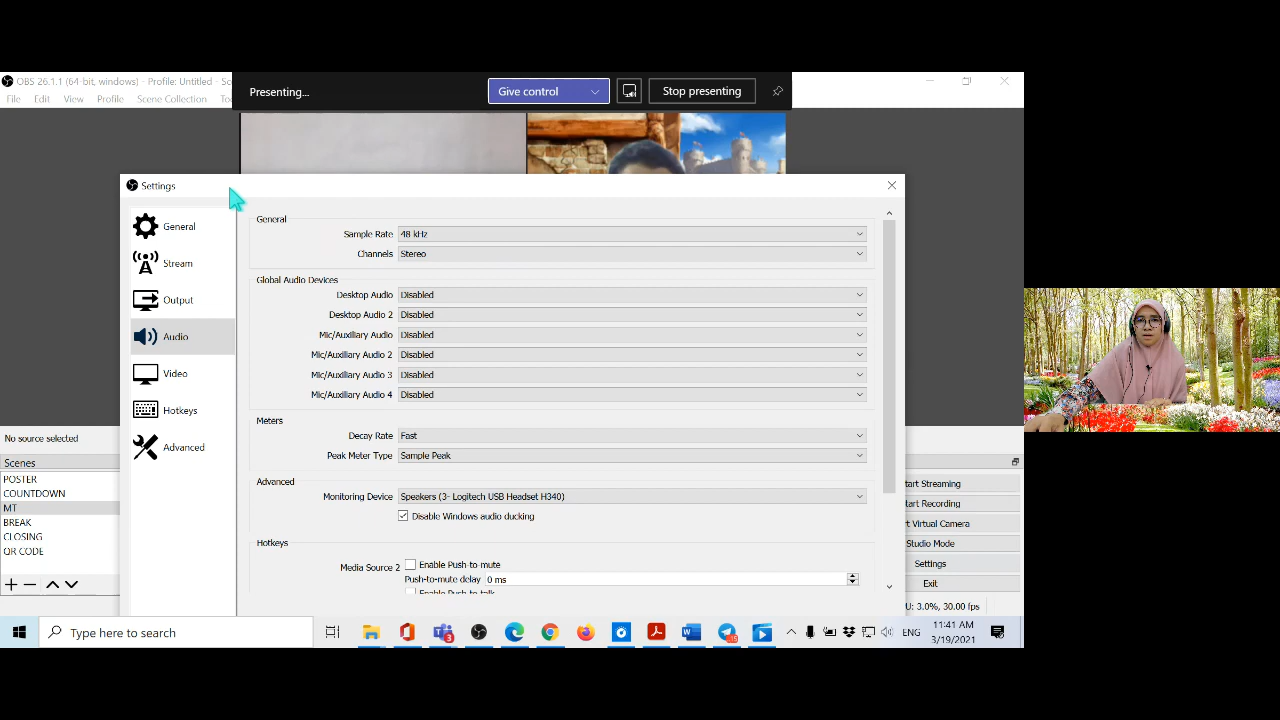 OBS 26.1.1 (64-bit, windows) - Profile: Untitled - Sc
File Edit View Profile Scene Collection
Presenting...
Give control
Stop presenting
Settings
General
Stream
Output
Audio
Video
Hotkeys
Advanced
General
Sample Rate 48 kHz
Channels Stereo
Global Audio Devices
Desktop Audio Disabled
Desktop Audio 2 Disabled
Mic/Auxiliary Audio Disabled
Mic/Auxiliary Audio 2 Disabled
Mic/Auxiliary Audio 3 Disabled
Mic/Auxiliary Audio 4 Disabled
Meters
Decay Rate Fast
Peak Meter Type Sample Peak
Advanced
Monitoring Device Speakers (3- Logitech USB Headset H340)
Disable Windows audio ducking
Hotkeys
Media Source 2 Enable Push-to-mute
Push-to-mute delay 0 ms
Enable Push-to-talk
No source selected
Scenes
POSTER
COUNTDOWN
MT
BREAK
CLOSING
QR CODE
tart Streaming
tart Recording
rt Virtual Camera
Studio Mode
Settings
Exit
U: 3.0%, 30.00 fps
Type here to search
3
15
ENG
11:41 AM
3/19/2021